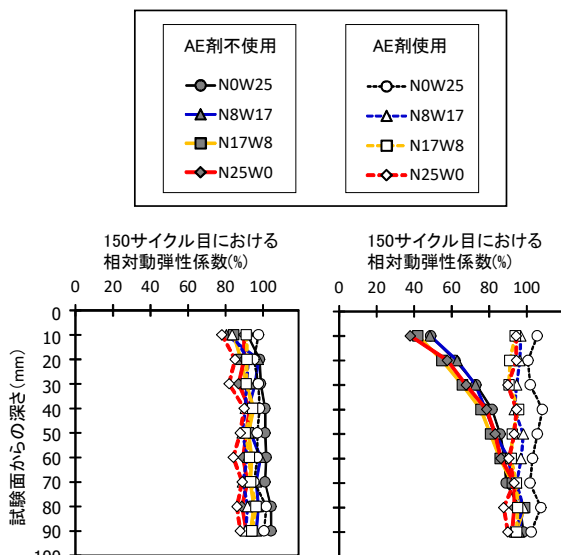 AE剤不使用
N0W25
N8W17
N17W8
N25W0
AE剤使用
N0W25
N8W17
N17W8
N25W0
150サイクル目における
相対動弾性係数(%)
0 20 40 60 80 100
150サイクル目における
相対動弾性係数(%)
0 20 40 60 80 100
試験面からの深さ(mm)
0
10
20
30
40
50
60
70
80
90
100